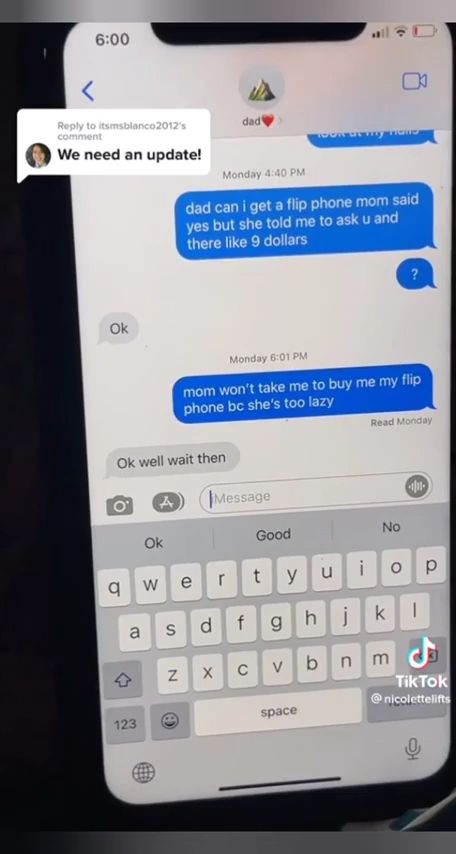 6:00
Reply to itsmsblanco2012's
comment
We need an update!
dad❤️ >
look at my nails
Monday 4:40 PM
dad can i get a flip phone mom said
yes but she told me to ask u and
there like 9 dollars
?
Ok
Monday 6:01 PM
mom won't take me to buy me my flip
phone bc she's too lazy
Read Monday
Ok well wait then
Message
Ok
Good
No
q w e r t y u i o p
a s d f g h j k l
z x c v b n m
TikTok
@nicolettelifts
123
space